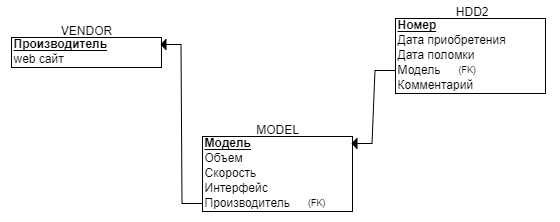 VENDOR
Производитель
web сайт
HDD2
Номер
Дата приобретения
Дата поломки
Модель (FK)
Комментарий
MODEL
Модель
Объем
Скорость
Интерфейс
Производитель (FK)